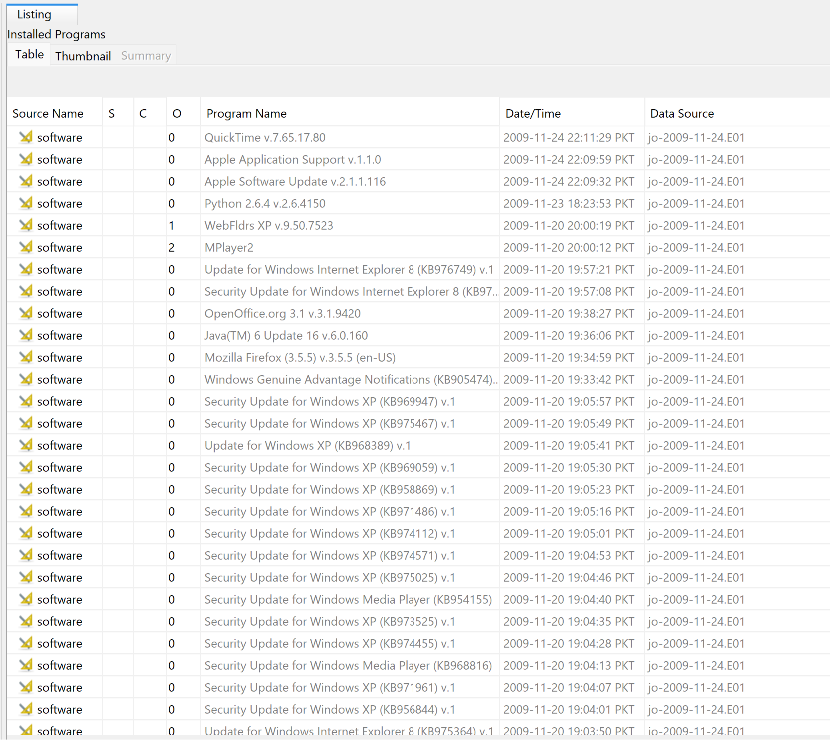 Listing
Installed Programs
Table Thumbnail Summary
Source Name S C O Program Name Date/Time Data Source
software 0 QuickTime v.7.65.17.80 2009-11-24 22:11:29 PKT jo-2009-11-24.E01
software 0 Apple Application Support v.1.1.0 2009-11-24 22:09:59 PKT jo-2009-11-24.E01
software 0 Apple Software Update v.2.1.1.116 2009-11-24 22:09:32 PKT jo-2009-11-24.E01
software 0 Python 2.6.4 v.2.6.4150 2009-11-23 18:23:53 PKT jo-2009-11-24.E01
software 1 WebFldrs XP v.9.50.7523 2009-11-20 20:00:19 PKT jo-2009-11-24.E01
software 2 MPlayer2 2009-11-20 20:00:12 PKT jo-2009-11-24.E01
software 0 Update for Windows Internet Explorer 8 (KB976749) v.1 2009-11-20 19:57:21 PKT jo-2009-11-24.E01
software 0 Security Update for Windows Internet Explorer 8 (KB97... 2009-11-20 19:57:08 PKT jo-2009-11-24.E01
software 0 OpenOffice.org 3.1 v.3.1.9420 2009-11-20 19:38:27 PKT jo-2009-11-24.E01
software 0 Java(TM) 6 Update 16 v.6.0.160 2009-11-20 19:36:06 PKT jo-2009-11-24.E01
software 0 Mozilla Firefox (3.5.5) v.3.5.5 (en-US) 2009-11-20 19:34:59 PKT jo-2009-11-24.E01
software 0 Windows Genuine Advantage Notifications (KB905474)... 2009-11-20 19:33:42 PKT jo-2009-11-24.E01
software 0 Security Update for Windows XP (KB969947) v.1 2009-11-20 19:05:57 PKT jo-2009-11-24.E01
software 0 Security Update for Windows XP (KB975467) v.1 2009-11-20 19:05:49 PKT jo-2009-11-24.E01
software 0 Update for Windows XP (KB968389) v.1 2009-11-20 19:05:41 PKT jo-2009-11-24.E01
software 0 Security Update for Windows XP (KB969059) v.1 2009-11-20 19:05:30 PKT jo-2009-11-24.E01
software 0 Security Update for Windows XP (KB958869) v.1 2009-11-20 19:05:23 PKT jo-2009-11-24.E01
software 0 Security Update for Windows XP (KB971486) v.1 2009-11-20 19:05:16 PKT jo-2009-11-24.E01
software 0 Security Update for Windows XP (KB974112) v.1 2009-11-20 19:05:01 PKT jo-2009-11-24.E01
software 0 Security Update for Windows XP (KB974571) v.1 2009-11-20 19:04:53 PKT jo-2009-11-24.E01
software 0 Security Update for Windows XP (KB975025) v.1 2009-11-20 19:04:46 PKT jo-2009-11-24.E01
software 0 Security Update for Windows Media Player (KB954155) 2009-11-20 19:04:40 PKT jo-2009-11-24.E01
software 0 Security Update for Windows XP (KB973525) v.1 2009-11-20 19:04:35 PKT jo-2009-11-24.E01
software 0 Security Update for Windows XP (KB974455) v.1 2009-11-20 19:04:28 PKT jo-2009-11-24.E01
software 0 Security Update for Windows Media Player (KB968816) 2009-11-20 19:04:13 PKT jo-2009-11-24.E01
software 0 Security Update for Windows XP (KB971961) v.1 2009-11-20 19:04:07 PKT jo-2009-11-24.E01
software 0 Security Update for Windows XP (KB956844) v.1 2009-11-20 19:04:01 PKT jo-2009-11-24.E01
software 0 Update for Windows Internet Explorer 8 (KB975364) v.1 2009-11-20 19:03:50 PKT jo-2009-11-24.E01